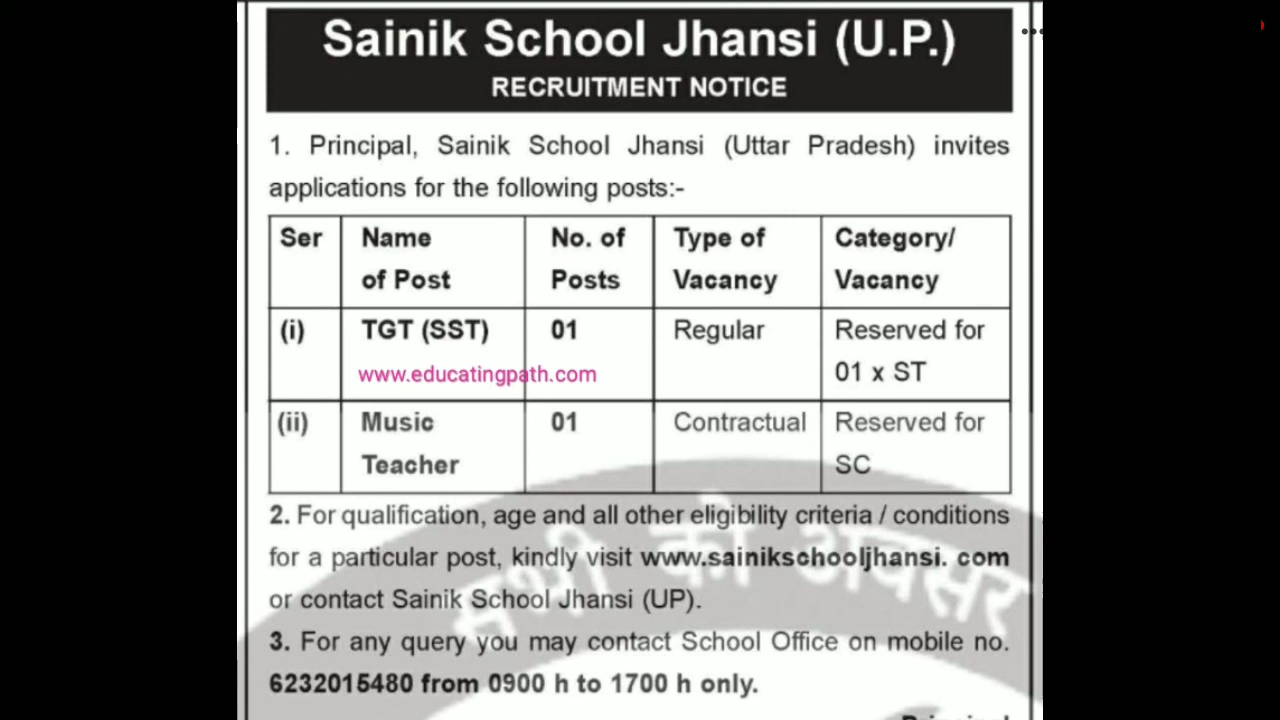 Sainik School Jhansi (U.P.)
RECRUITMENT NOTICE
1. Principal, Sainik School Jhansi (Uttar Pradesh) invites
applications for the following posts:-
Ser Name of Post No. of Posts Type of Vacancy Category/ Vacancy
(i) TGT (SST) 01 Regular Reserved for 01 x ST
www.educatingpath.com
(ii) Music Teacher 01 Contractual Reserved for SC
2. For qualification, age and all other eligibility criteria / conditions
for a particular post, kindly visit www.sainikschooljhansi. com
or contact Sainik School Jhansi (UP).
सभी को अवसर
3. For any query you may contact School Office on mobile no.
6232015480 from 0900 h to 1700 h only.
Principal